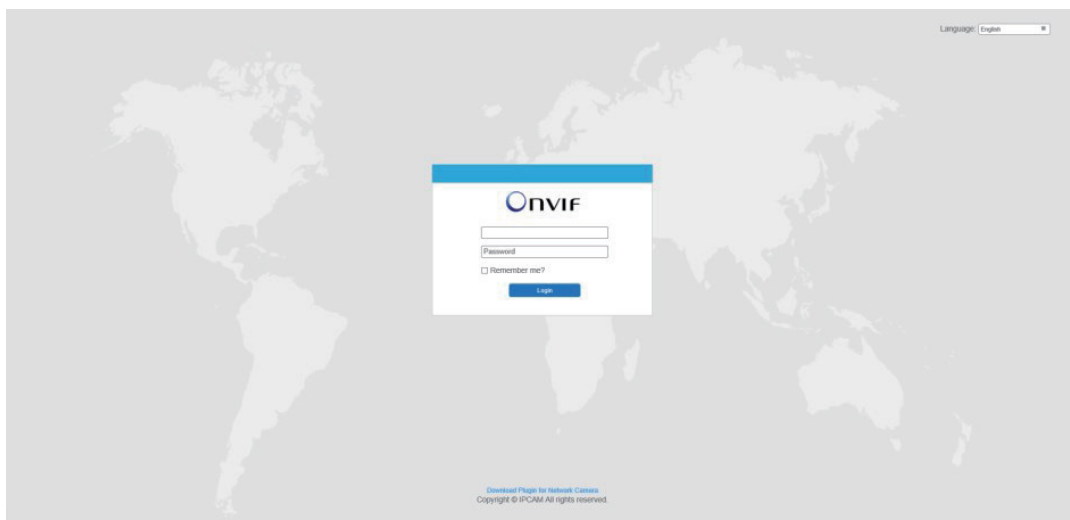 Language: English
Onvif
Password
Remember me?
Login
Download Plugin for Network Camera
Copyright © IPCAM All rights reserved.